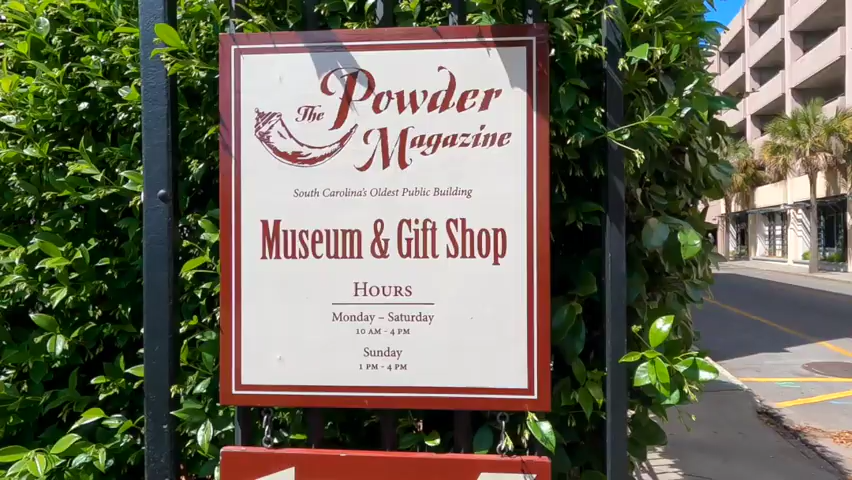 The Powder
Magazine
South Carolina's Oldest Public Building
Museum & Gift Shop
Hours
Monday – Saturday
10 AM - 4 PM
Sunday
1 PM - 4 PM